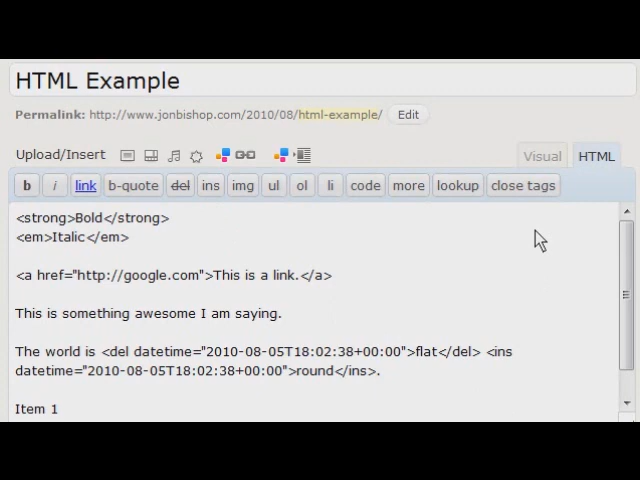 HTML Example
Permalink: http://www.jonbishop.com/2010/08/html-example/ Edit
Upload/Insert Visual HTML
b i link b-quote del ins img ul ol li code more lookup close tags
<strong>Bold</strong>
<em>Italic</em>
<a href="http://google.com">This is a link.</a>
This is something awesome I am saying.
The world is <del datetime="2010-08-05T18:02:38+00:00">flat</del> <ins
datetime="2010-08-05T18:02:38+00:00">round</ins>.
Item 1